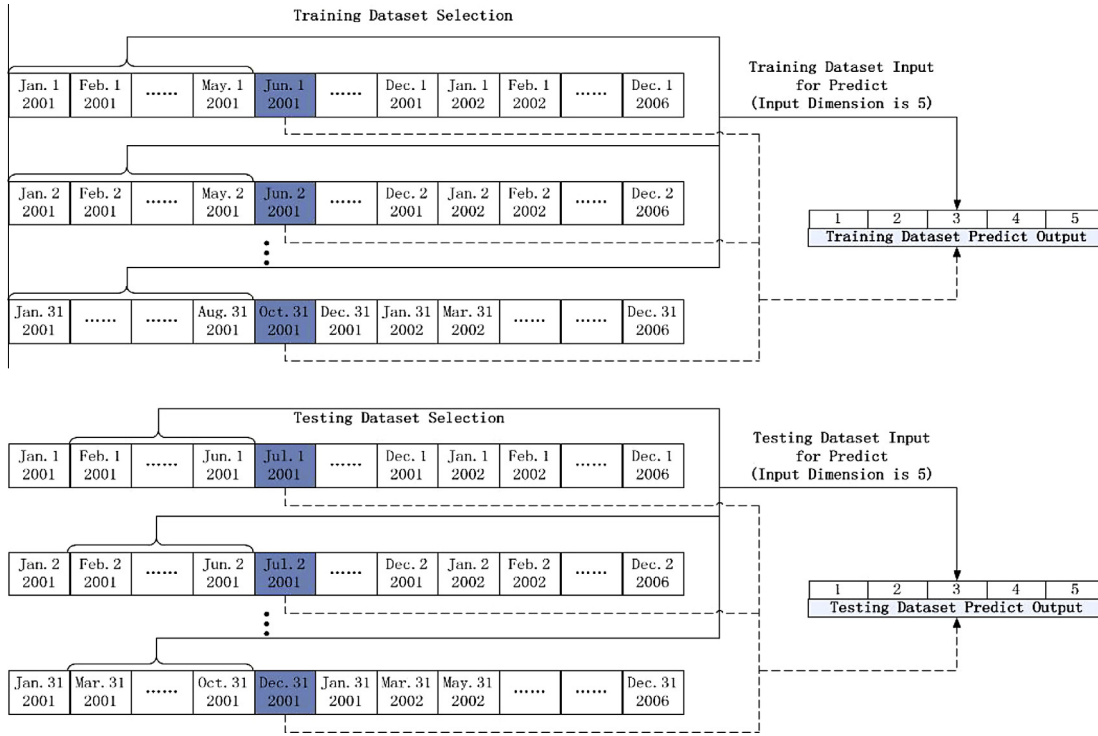 Training Dataset Selection
Jan.1 Feb.1 …… May.1 Jun.1 …… Dec.1 Jan.1 Feb.1 …… Dec.1
2001 2001 2001 2001 2001 2002 2002 2006
Training Dataset Input
for Predict
(Input Dimension is 5)
Jan.2 Feb.2 …… May.2 Jun.2 …… Dec.2 Jan.2 Feb.2 …… Dec.2
2001 2001 2001 2001 2001 2002 2002 2006
1 2 3 4 5
Training Dataset Predict Output
Jan.31 …… …… Aug.31 Oct.31 Dec.31 Jan.31 Mar.31 …… …… Dec.31
2001 2001 2001 2001 2002 2002 2006
Testing Dataset Selection
Jan.1 Feb.1 …… Jun.1 Jul.1 …… Dec.1 Jan.1 Feb.1 …… Dec.1
2001 2001 2001 2001 2001 2002 2002 2006
Testing Dataset Input
for Predict
(Input Dimension is 5)
Jan.2 Feb.2 …… Jun.2 Jul.2 …… Dec.2 Jan.2 Feb.2 …… Dec.2
2001 2001 2001 2001 2001 2002 2002 2006
1 2 3 4 5
Testing Dataset Predict Output
Jan.31 Mar.31 …… Oct.31 Dec.31 Jan.31 Mar.31 May.31 …… …… Dec.31
2001 2001 2001 2001 2001 2002 2002 2006